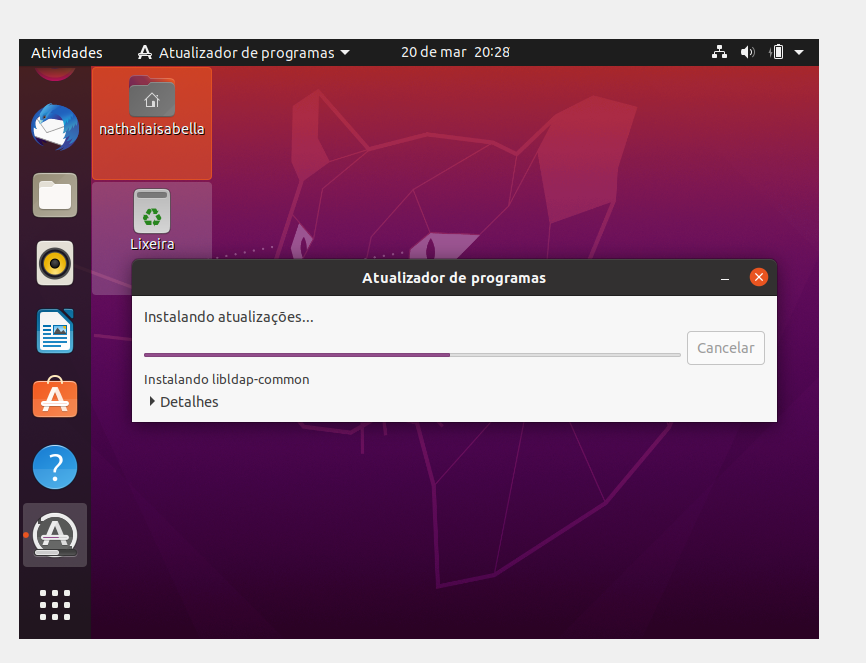 Atividades
Atualizador de programas
20 de mar 20:28
nathaliaisabella
Lixeira
Atualizador de programas
Instalando atualizações...
Cancelar
Instalando libldap-common
Detalhes